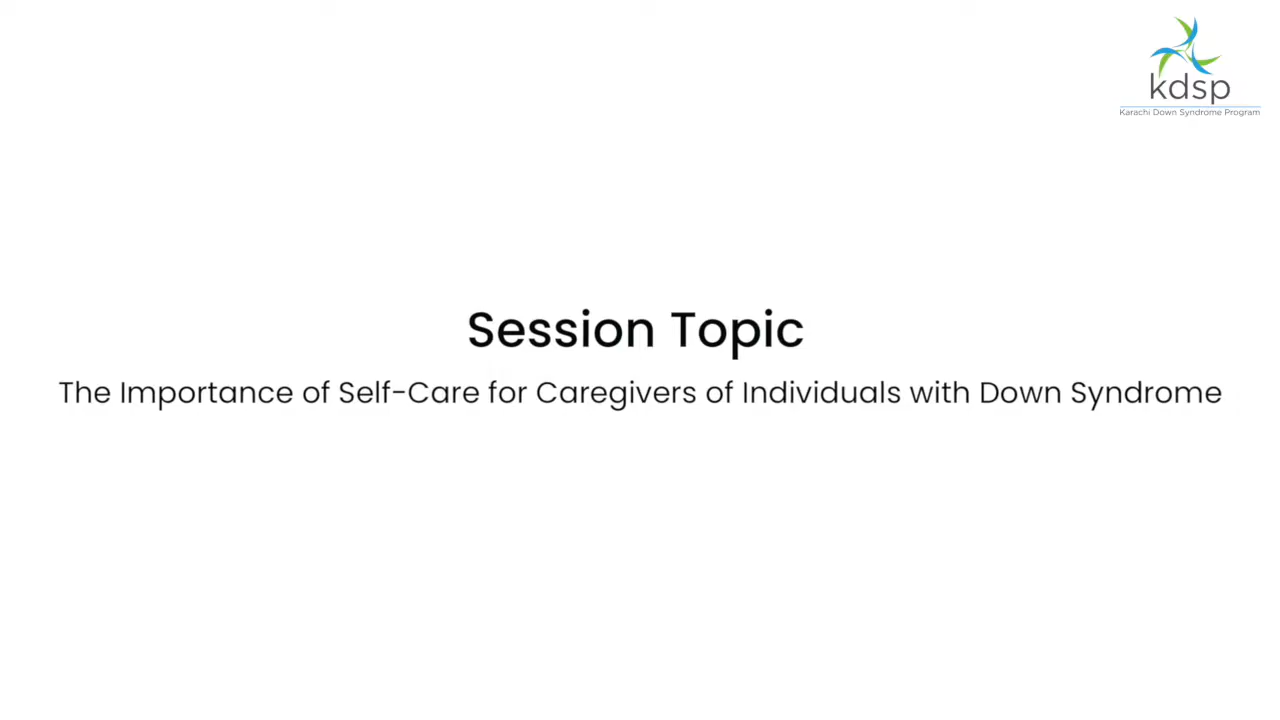 kdsp
Karachi Down Syndrome Program
Session Topic
The Importance of Self-Care for Caregivers of Individuals with Down Syndrome